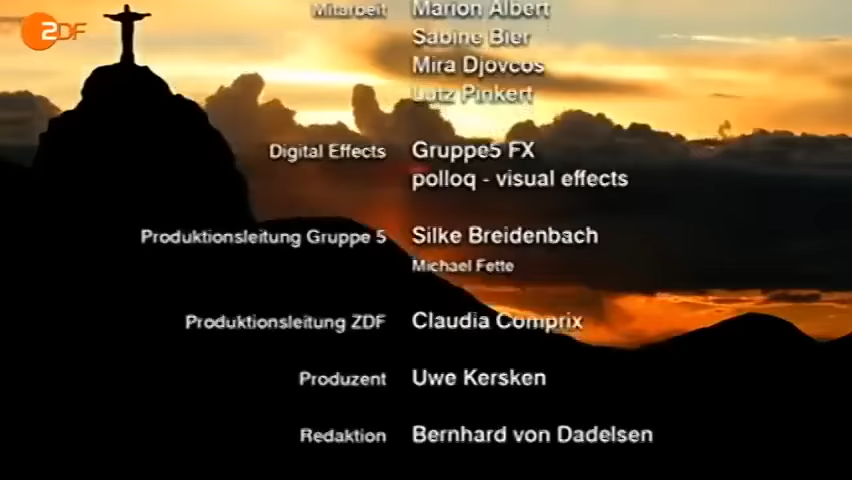 ZDF
Mitarbeit Marion Albert
Sabine Bier
Mira Djovcos
Lutz Pinkert
Digital Effects Gruppe5 FX
polloq - visual effects
Produktionsleitung Gruppe 5 Silke Breidenbach
Michael Fette
Produktionsleitung ZDF Claudia Comprix
Produzent Uwe Kersken
Redaktion Bernhard von Dadelsen